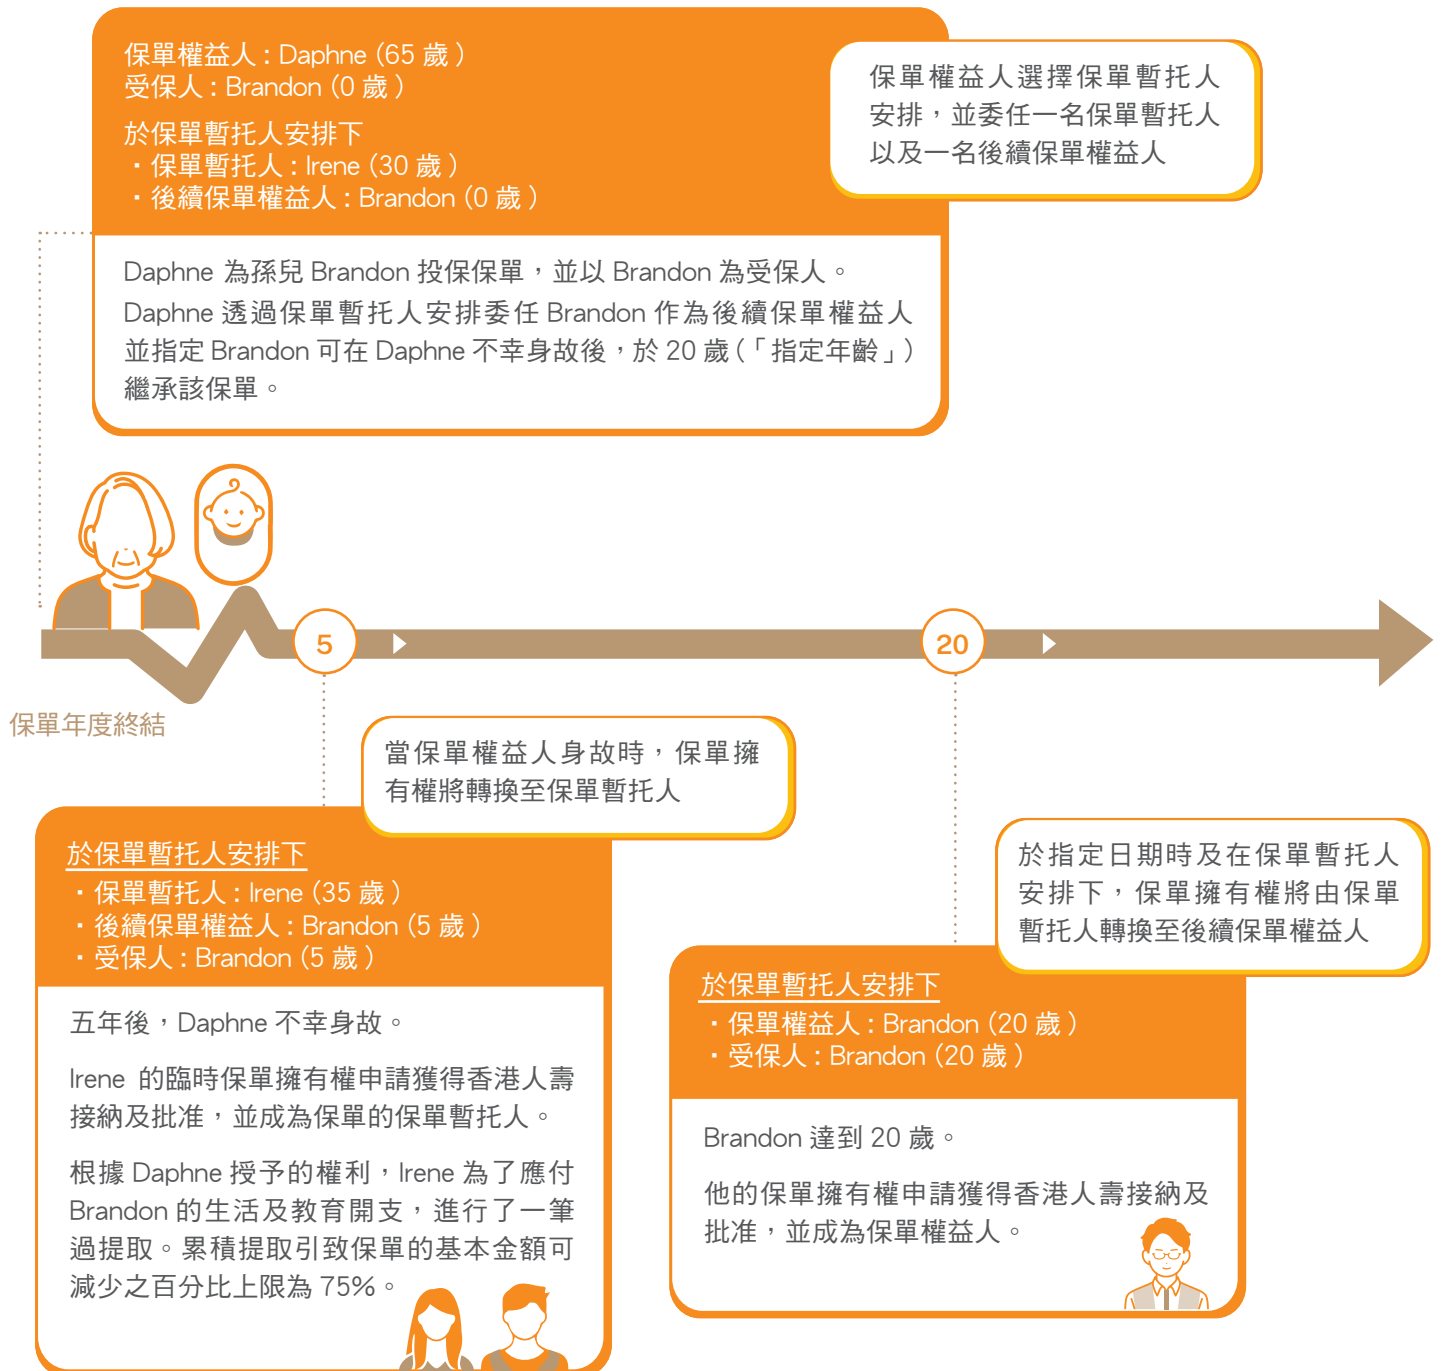 保單權益人：Daphne（65 歲）
受保人：Brandon（0 歲）
於保單暫托人安排下
・保單暫托人：Irene（30 歲）
・後續保單權益人：Brandon（0 歲）
保單權益人選擇保單暫托人
安排，並委任一名保單暫托人
以及一名後續保單權益人
Daphne 為孫兒 Brandon 投保保單，並以 Brandon 為受保人。
Daphne 透過保單暫托人安排委任 Brandon 作為後續保單權益人
並指定 Brandon 可在 Daphne 不幸身故後，於 20 歲（「指定年齡」）
繼承該保單。
5
20
保單年度終結
當保單權益人身故時，保單擁
有權將轉換至保單暫托人
於保單暫托人安排下
・保單暫托人：Irene（35 歲）
・後續保單權益人：Brandon（5 歲）
・受保人：Brandon（5 歲）
五年後，Daphne 不幸身故。
Irene 的臨時保單擁有權申請獲得香港人壽
接納及批准，並成為保單的保單暫托人。
根據 Daphne 授予的權利，Irene 為了應付
Brandon 的生活及教育開支，進行了一筆
過提取。累積提取引致保單的基本金額可
減少之百分比上限為 75%。
於指定日期時及在保單暫托人
安排下，保單擁有權將由保單
暫托人轉換至後續保單權益人
於保單暫托人安排下
・保單權益人：Brandon（20 歲）
・受保人：Brandon（20 歲）
Brandon 達到 20 歲。
他的保單擁有權申請獲得香港人壽接納及
批准，並成為保單權益人。